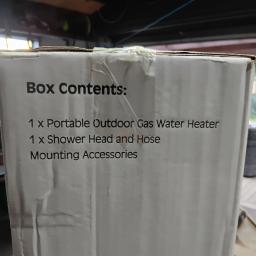 Box Contents:
1 x Portable Outdoor Gas Water Heater
1 x Shower Head and Hose
Mounting Accessories